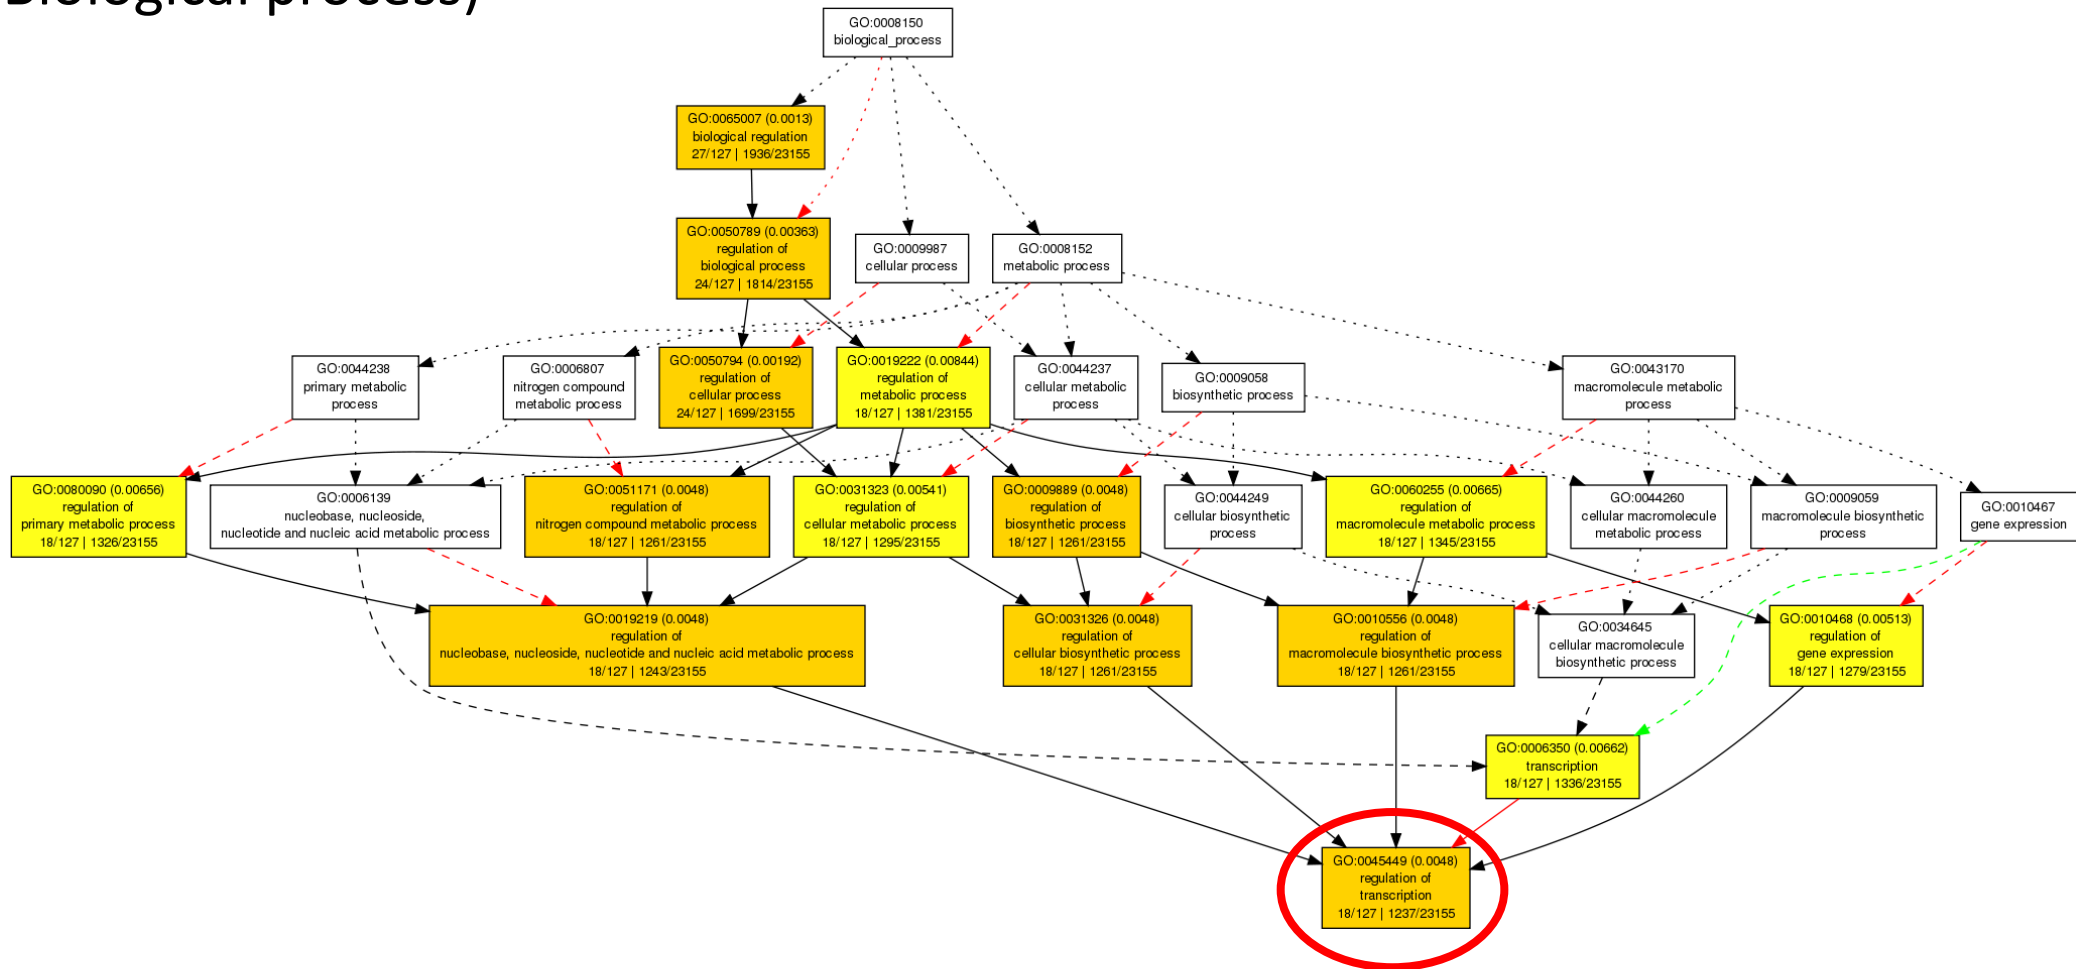 Biological process)
GO:0008150
biological_process
GO:0065007 (0.0013)
biological regulation
27/127 | 1936/23155
GO:0050789 (0.00363)
regulation of
biological process
24/127 | 1814/23155
GO:0009987
cellular process
GO:0008152
metabolic process
GO:0044238
primary metabolic
process
GO:0006807
nitrogen compound
metabolic process
GO:0050794 (0.00192)
regulation of
cellular process
24/127 | 1699/23155
GO:0019222 (0.00844)
regulation of
metabolic process
18/127 | 1381/23155
GO:0044237
cellular metabolic
process
GO:0009058
biosynthetic process
GO:0043170
macromolecule metabolic
process
GO:0080090 (0.00656)
regulation of
primary metabolic process
18/127 | 1326/23155
GO:0006139
nucleobase, nucleoside,
nucleotide and nucleic acid metabolic process
GO:0051171 (0.0048)
regulation of
nitrogen compound metabolic process
18/127 | 1261/23155
GO:0031323 (0.00541)
regulation of
cellular metabolic process
18/127 | 1295/23155
GO:0009889 (0.0048)
regulation of
biosynthetic process
18/127 | 1261/23155
GO:0044249
cellular biosynthetic
process
GO:0060255 (0.00665)
regulation of
macromolecule metabolic process
18/127 | 1345/23155
GO:0044260
cellular macromolecule
metabolic process
GO:0009059
macromolecule biosynthetic
process
GO:0010467
gene expression
GO:0019219 (0.0048)
regulation of
nucleobase, nucleoside, nucleotide and nucleic acid metabolic process
18/127 | 1243/23155
GO:0031326 (0.0048)
regulation of
cellular biosynthetic process
18/127 | 1261/23155
GO:0010556 (0.0048)
regulation of
macromolecule biosynthetic process
18/127 | 1261/23155
GO:0034645
cellular macromolecule
biosynthetic process
GO:0010468 (0.00513)
regulation of
gene expression
18/127 | 1279/23155
GO:0006350 (0.00662)
transcription
18/127 | 1336/23155
GO:0045449 (0.0048)
regulation of
transcription
18/127 | 1237/23155